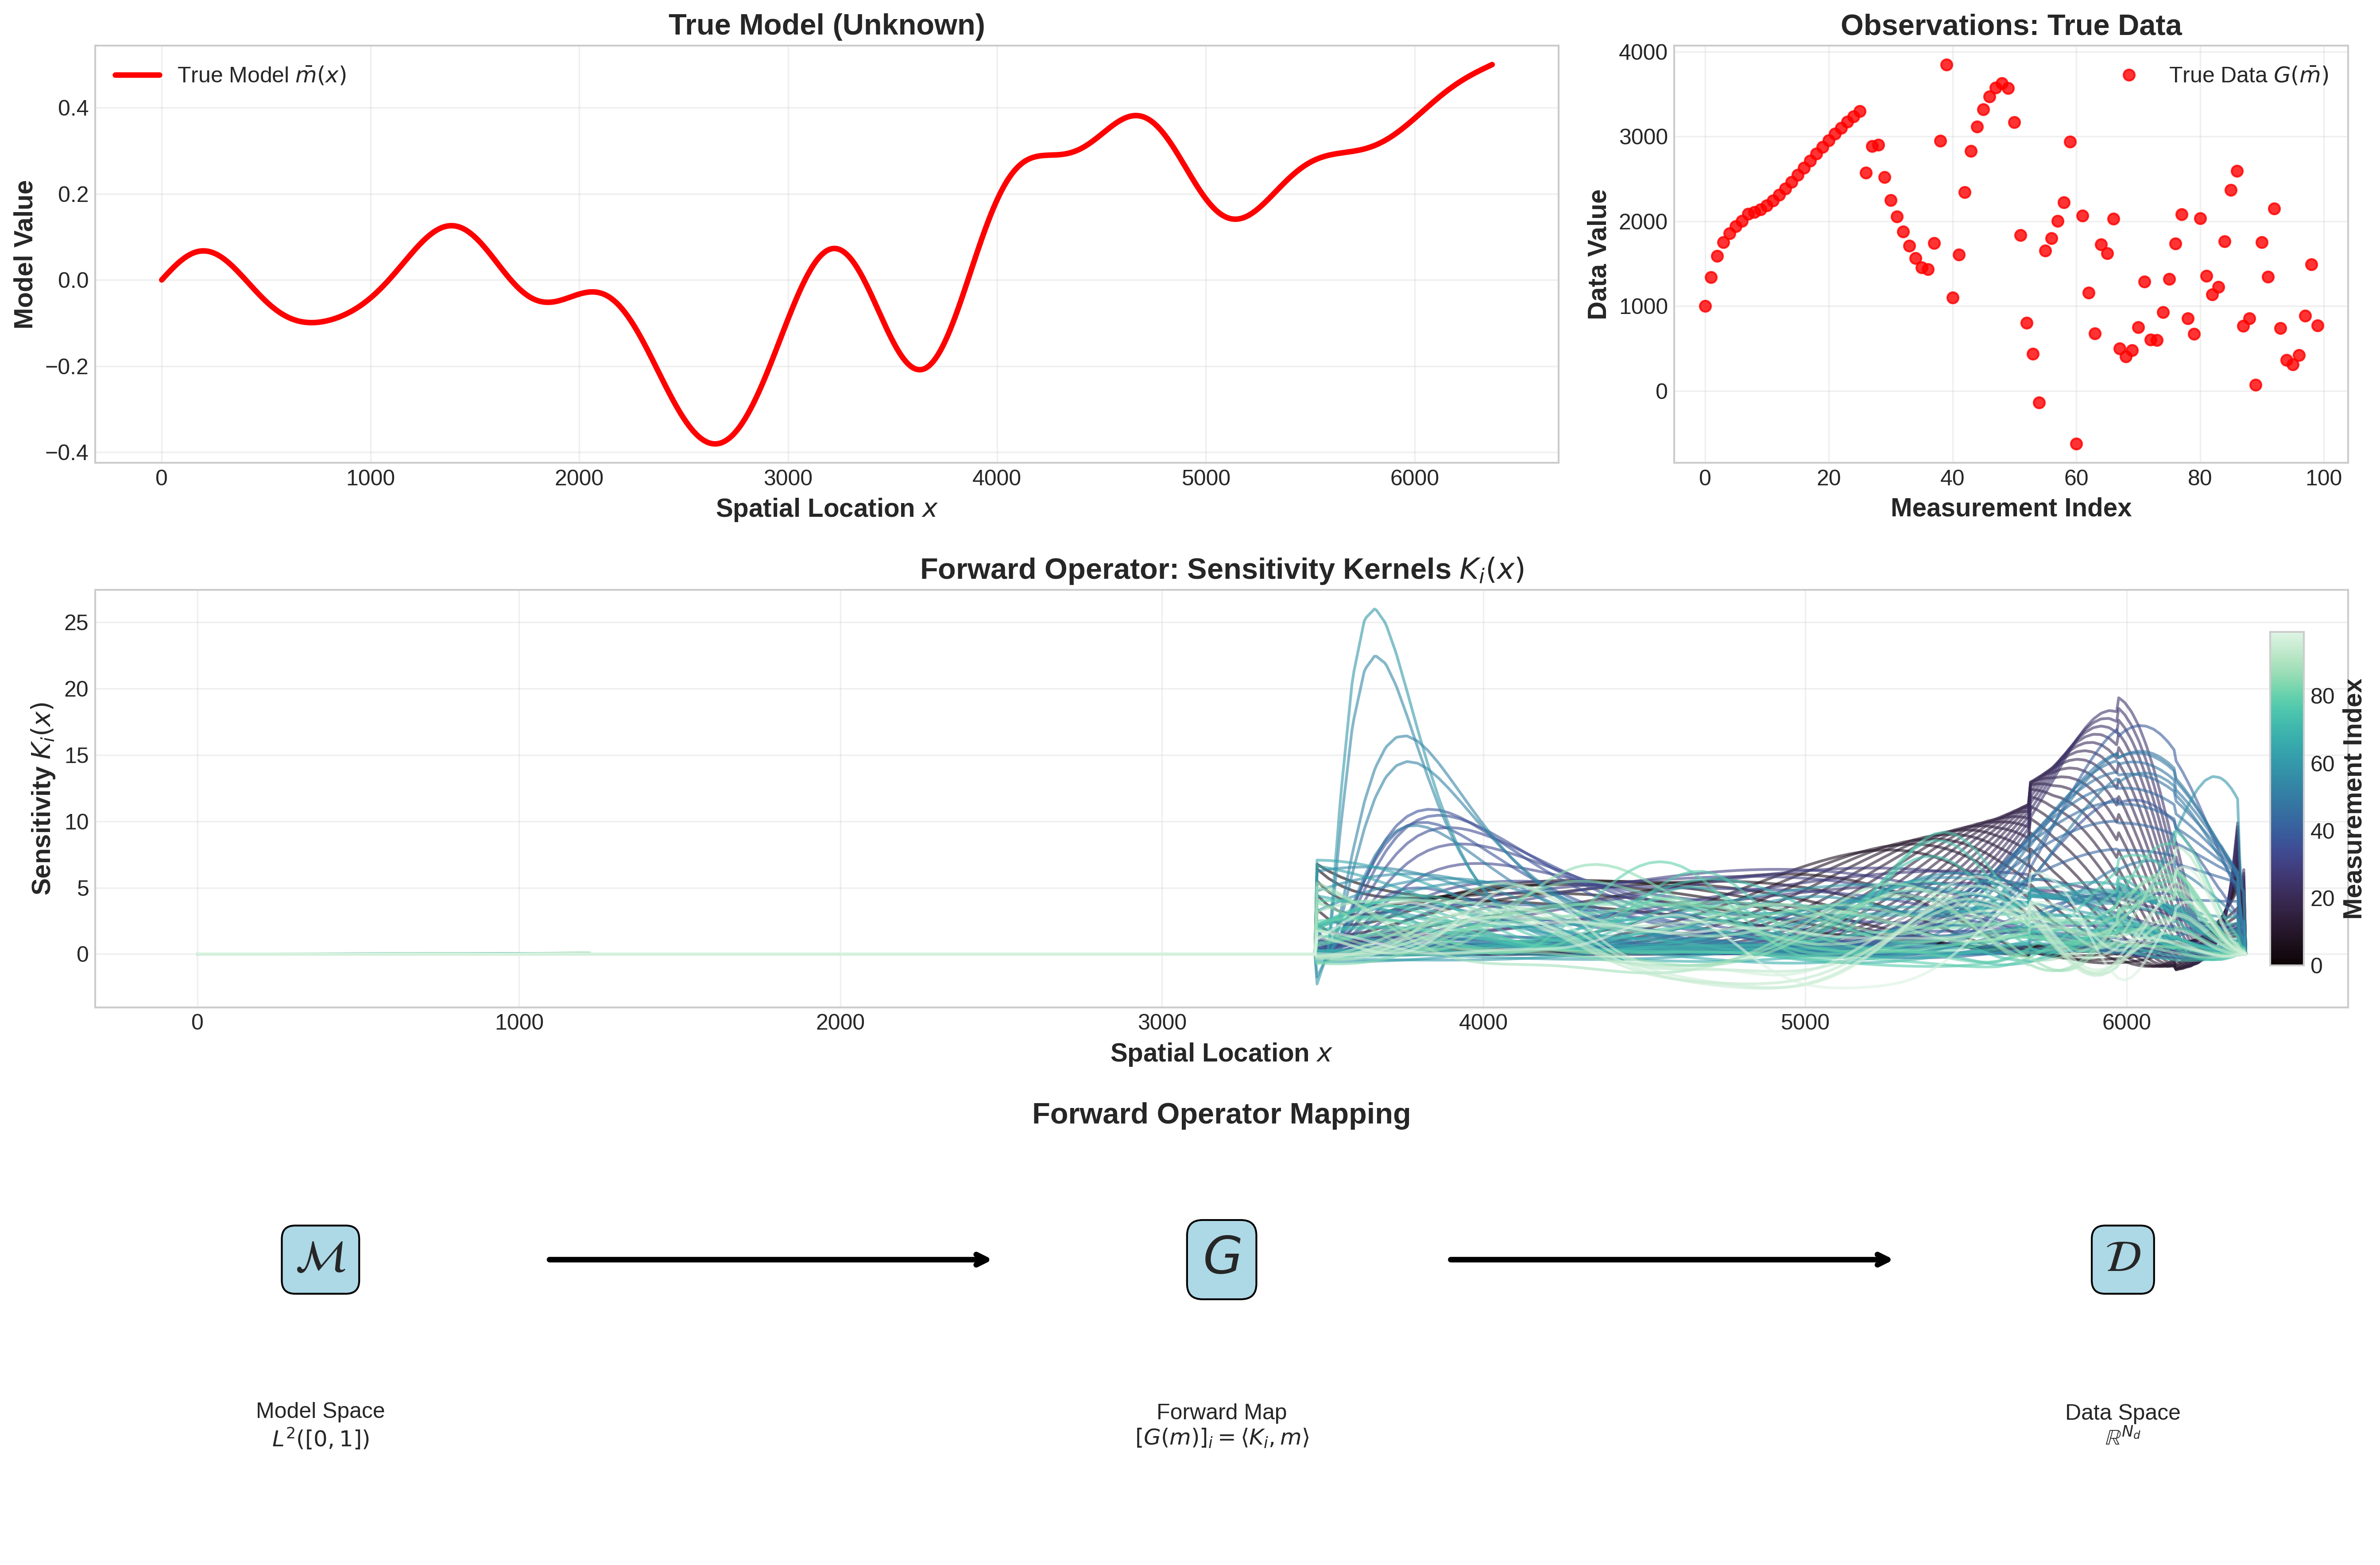 True Model (Unknown)
True Model m̄(x)
Model Value
0.4
0.2
0.0
−0.2
−0.4
0 1000 2000 3000 4000 5000 6000
Spatial Location x
Observations: True Data
True Data G(m̄)
Data Value
4000
3000
2000
1000
0
0 20 40 60 80 100
Measurement Index
Forward Operator: Sensitivity Kernels Kᵢ(x)
Sensitivity Kᵢ(x)
25
20
15
10
5
0
0 1000 2000 3000 4000 5000 6000
Spatial Location x
80
60
40
20
0
Measurement Index
Forward Operator Mapping
ℳ
G
𝒟
Model Space
L²([0, 1])
Forward Map
[G(m)]ᵢ = ⟨Kᵢ, m⟩
Data Space
ℝ^{N_d}